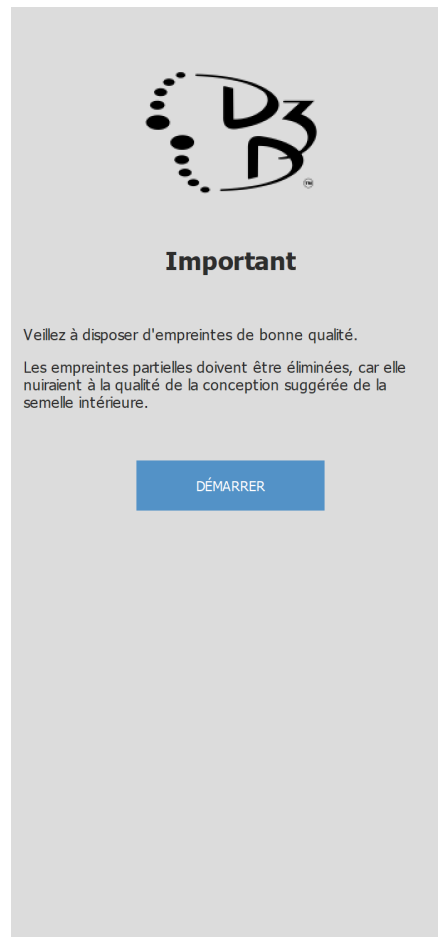 D3D
TM
Important
Veillez à disposer d'empreintes de bonne qualité.
Les empreintes partielles doivent être éliminées, car elle
nuiraient à la qualité de la conception suggérée de la
semelle intérieure.
DÉMARRER